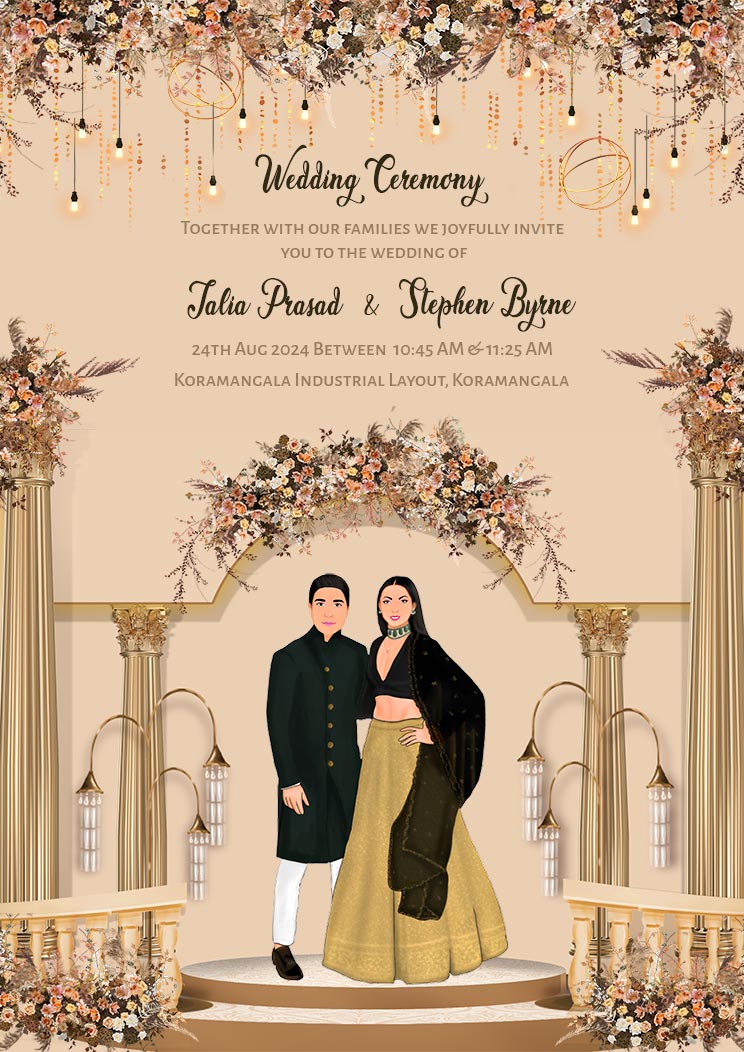 Wedding Ceremony
Together with our families we joyfully invite
you to the wedding of
Talia Prasad & Stephen Byrne
24th Aug 2024 Between 10:45 AM & 11:25 AM
Koramangala Industrial Layout, Koramangala